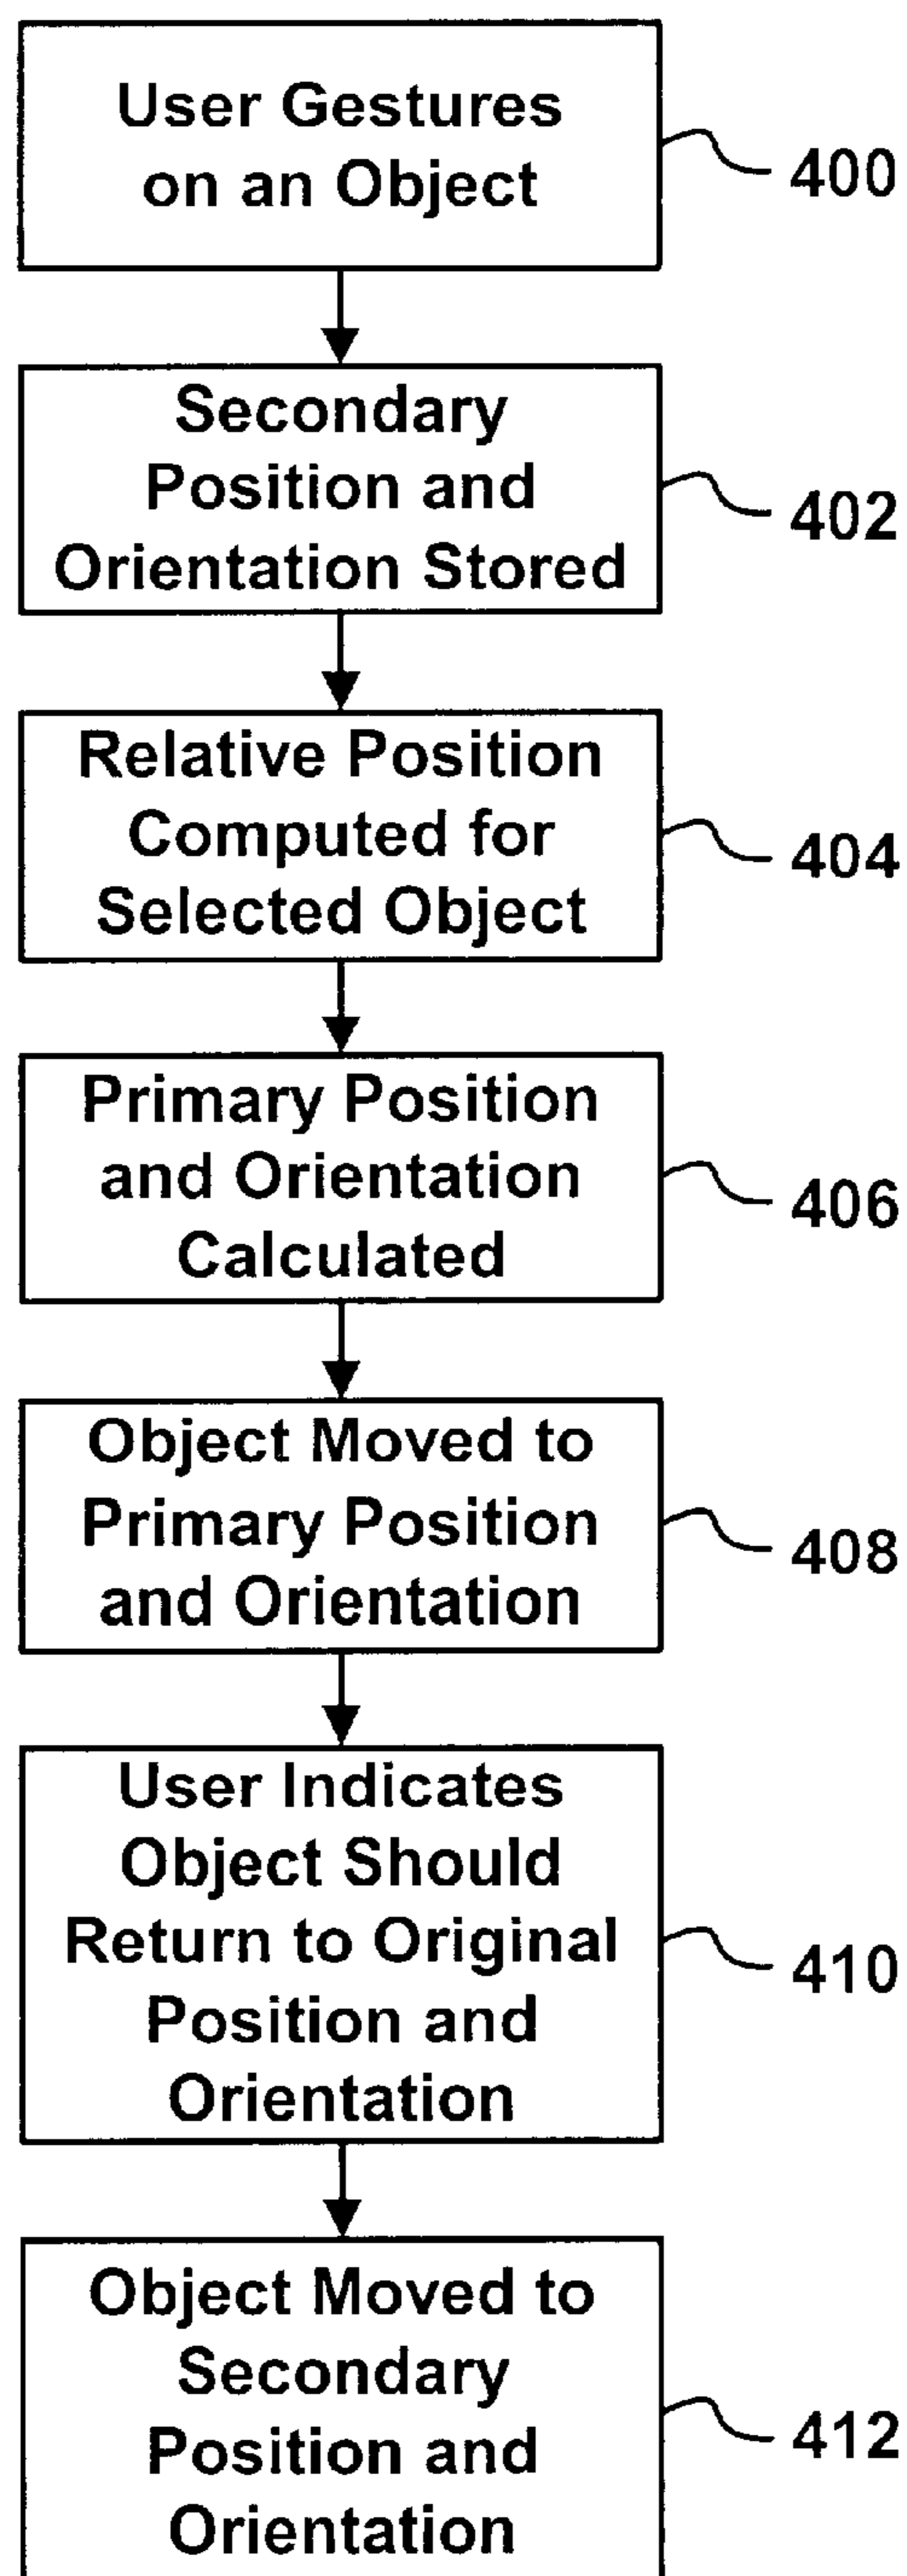 User Gestures
on an Object
400
Secondary
Position and
Orientation Stored
402
Relative Position
Computed for
Selected Object
404
Primary Position
and Orientation
Calculated
406
Object Moved to
Primary Position
and Orientation
408
User Indicates
Object Should
Return to Original
Position and
Orientation
410
Object Moved to
Secondary
Position and
Orientation
412